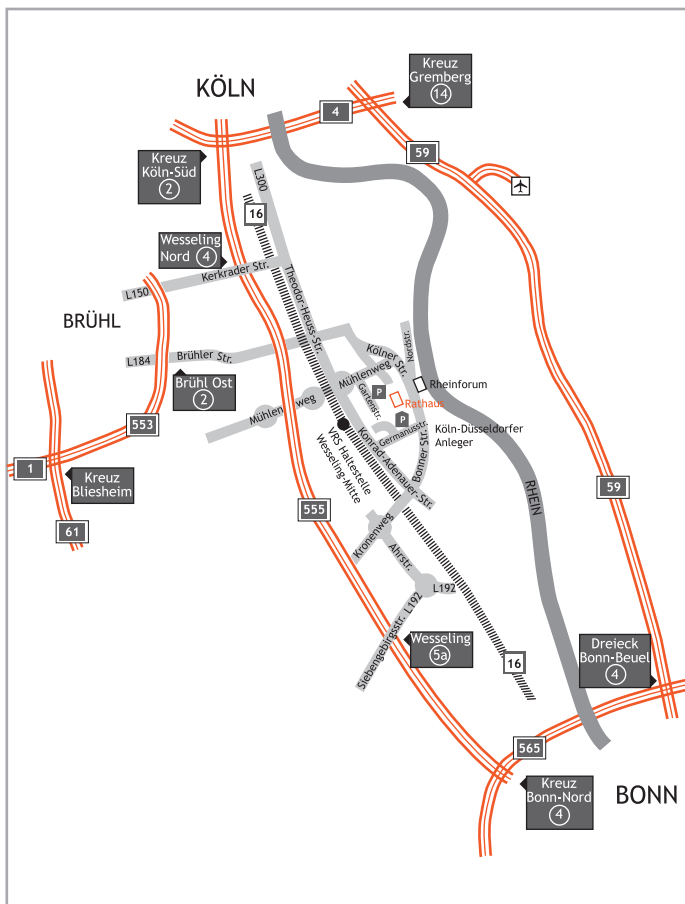 Kreuz
Gremberg
14
KÖLN
4
59
Kreuz
Köln-Süd
2
L300
16
Wesseling
Nord 4
Kerkrader Str.
L150
Theodor-Heuss-Str.
BRÜHL
L184
Brühler Str.
Kölner Str.
Nordstr.
Mühlenweg
Gartenstr.
P
Rheinforum
Rathaus
Brühl Ost
2
Mühlen weg
553
P
Köln-Düsseldorfer
Anleger
Germanusstr.
Bonner Str.
Konrad-Adenauer-Str.
VRS Haltestelle
Wesseling-Mitte
1
Kreuz
Bliesheim
61
555
59
RHEIN
Kronenweg
Ahrstr.
L192
L192
Siebengebirgsstr.
Wesseling
5a
16
Dreieck
Bonn-Beuel
4
565
Kreuz
Bonn-Nord
4
BONN